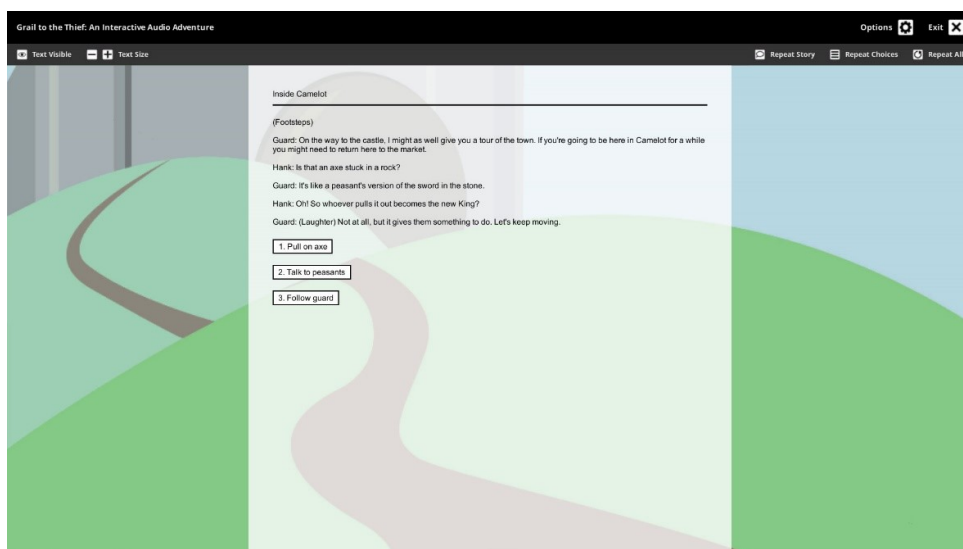 Grail to the Thief: An Interactive Audio Adventure
Options
Exit
Text Visible
Text Size
Repeat Story
Repeat Choices
Repeat All
Inside Camelot
(Footsteps)
Guard: On the way to the castle, I might as well give you a tour of the town. If you're going to be here in Camelot for a while
you might need to return here to the market.
Hank: Is that an axe stuck in a rock?
Guard: It's like a peasant's version of the sword in the stone.
Hank: Oh! So whoever pulls it out becomes the new King?
Guard: (Laughter) Not at all, but it gives them something to do. Let's keep moving.
1. Pull on axe
2. Talk to peasants
3. Follow guard